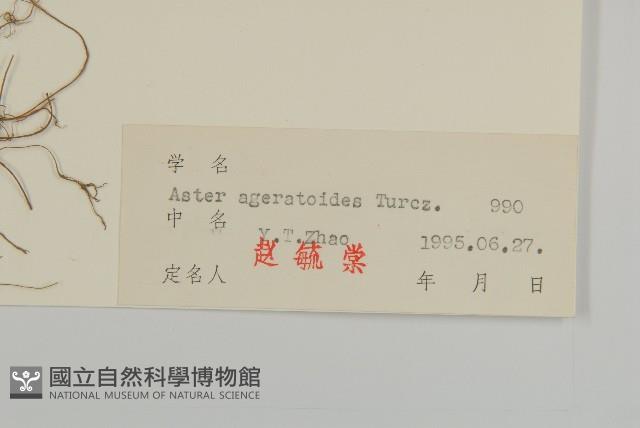 学 名
Aster ageratoides Turcz. 990
中 名
Y.T.Zhao 1995.06.27.
赵毓棠
定名人 年 月 日
國立自然科學博物館
NATIONAL MUSEUM OF NATURAL SCIENCE